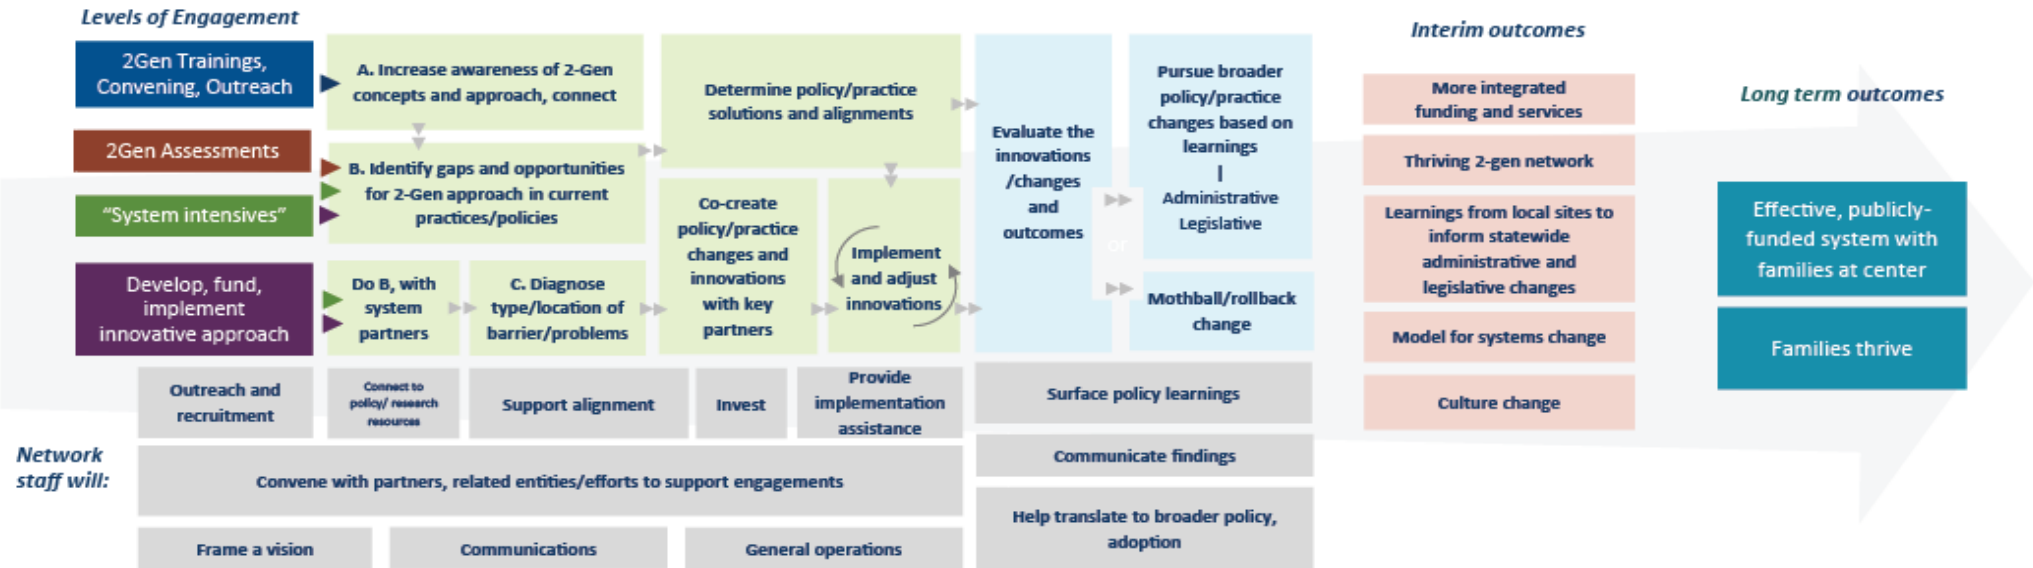 Levels of Engagement
2Gen Trainings,
Convening, Outreach
2Gen Assessments
“System intensives”
Develop, fund,
implement
innovative approach
A. Increase awareness of 2-Gen
concepts and approach, connect
B. Identify gaps and opportunities
for 2-Gen approach in current
practices/policies
Do B, with
system
partners
C. Diagnose
type/location of
barrier/problems
Determine policy/practice
solutions and alignments
Co-create
policy/practice
changes and
innovations
with key
partners
Implement
and adjust
innovations
Evaluate the
innovations
/changes
and
outcomes
or
Pursue broader
policy/practice
changes based on
learnings
|
Administrative
Legislative
Mothball/rollback
change
Interim outcomes
More integrated
funding and services
Thriving 2-gen network
Learnings from local sites to
inform statewide
administrative and
legislative changes
Model for systems change
Culture change
Long term outcomes
Effective, publicly-
funded system with
families at center
Families thrive
Network
staff will:
Outreach and
recruitment
Connect to
policy/ research
resources
Support alignment
Invest
Provide
implementation
assistance
Surface policy learnings
Convene with partners, related entities/efforts to support engagements
Communicate findings
Frame a vision
Communications
General operations
Help translate to broader policy,
adoption